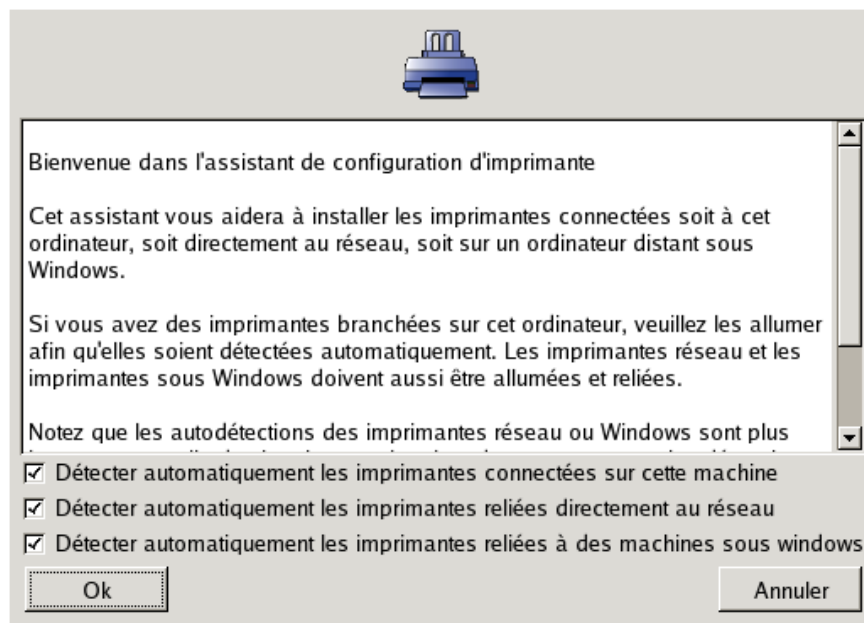 Bienvenue dans l'assistant de configuration d'imprimante
Cet assistant vous aidera à installer les imprimantes connectées soit à cet
ordinateur, soit directement au réseau, soit sur un ordinateur distant sous
Windows.
Si vous avez des imprimantes branchées sur cet ordinateur, veuillez les allumer
afin qu'elles soient détectées automatiquement. Les imprimantes réseau et les
imprimantes sous Windows doivent aussi être allumées et reliées.
Notez que les autodétections des imprimantes réseau ou Windows sont plus
Détecter automatiquement les imprimantes connectées sur cette machine
Détecter automatiquement les imprimantes reliées directement au réseau
Détecter automatiquement les imprimantes reliées à des machines sous windows
Ok
Annuler